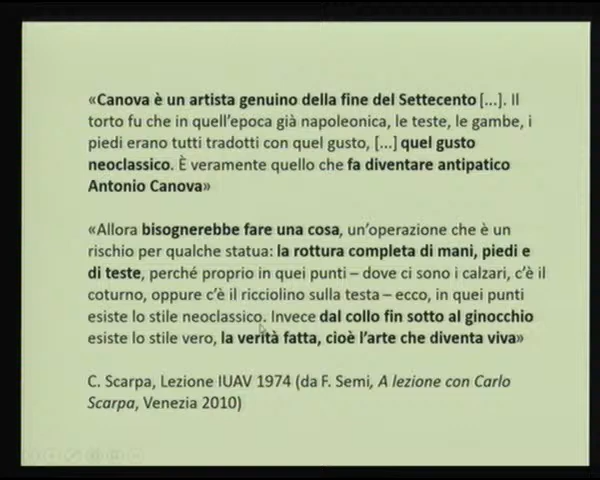 «Canova è un artista genuino della fine del Settecento [...]. Il
torto fu che in quell'epoca già napoleonica, le teste, le gambe, i
piedi erano tutti tradotti con quel gusto, [...] quel gusto
neoclassico. È veramente quello che fa diventare antipatico
Antonio Canova»
«Allora bisognerebbe fare una cosa, un'operazione che è un
rischio per qualche statua: la rottura completa di mani, piedi e
di teste, perché proprio in quei punti – dove ci sono i calzari, c'è il
coturno, oppure c'è il ricciolino sulla testa – ecco, in quei punti
esiste lo stile neoclassico. Invece dal collo fin sotto al ginocchio
esiste lo stile vero, la verità fatta, cioè l'arte che diventa viva»
C. Scarpa, Lezione IUAV 1974 (da F. Semi, A lezione con Carlo
Scarpa, Venezia 2010)